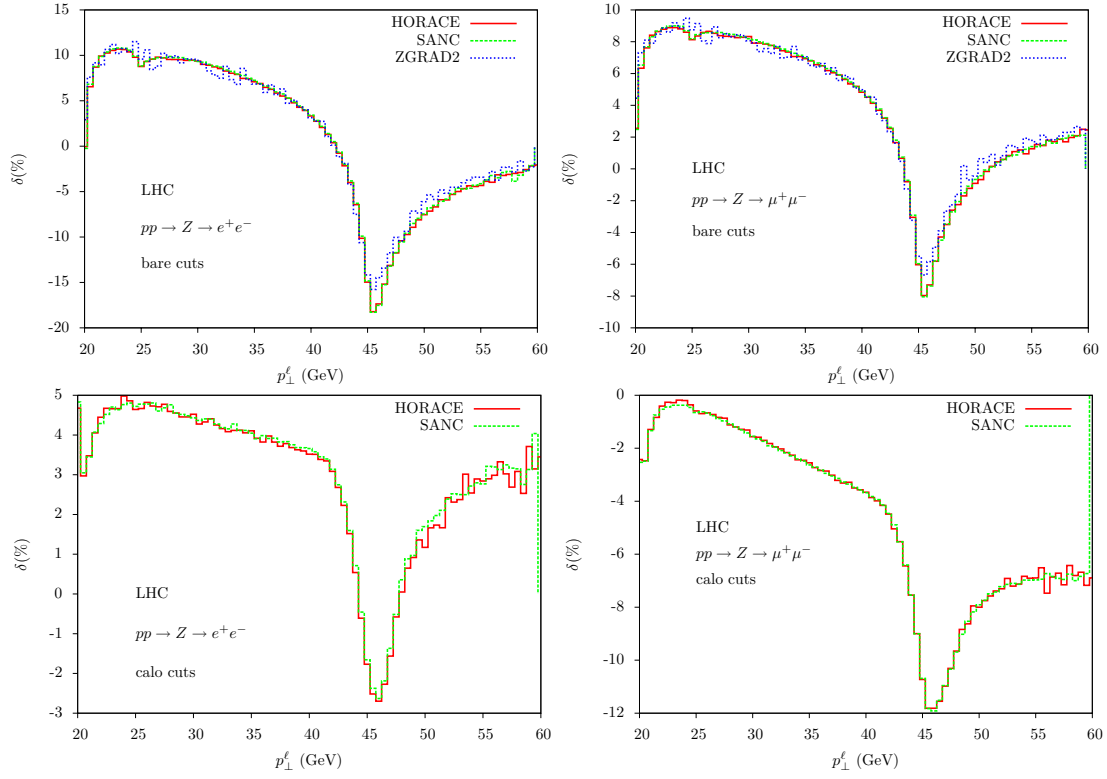 10
5
0
-5
-10
-15
-20
15
20 25 30 35 40 45 50 55 60
δ(%)
p⊥^ℓ (GeV)
LHC
pp → Z → e⁺e⁻
bare cuts
HORACE
SANC
ZGRAD2
10
8
6
4
2
0
-2
-4
-6
-8
-10
20 25 30 35 40 45 50 55 60
δ(%)
p⊥^ℓ (GeV)
LHC
pp → Z → μ⁺μ⁻
bare cuts
HORACE
SANC
ZGRAD2
5
4
3
2
1
0
-1
-2
-3
20 25 30 35 40 45 50 55 60
δ(%)
p⊥^ℓ (GeV)
LHC
pp → Z → e⁺e⁻
calo cuts
HORACE
SANC
0
-2
-4
-6
-8
-10
-12
20 25 30 35 40 45 50 55 60
δ(%)
p⊥^ℓ (GeV)
LHC
pp → Z → μ⁺μ⁻
calo cuts
HORACE
SANC